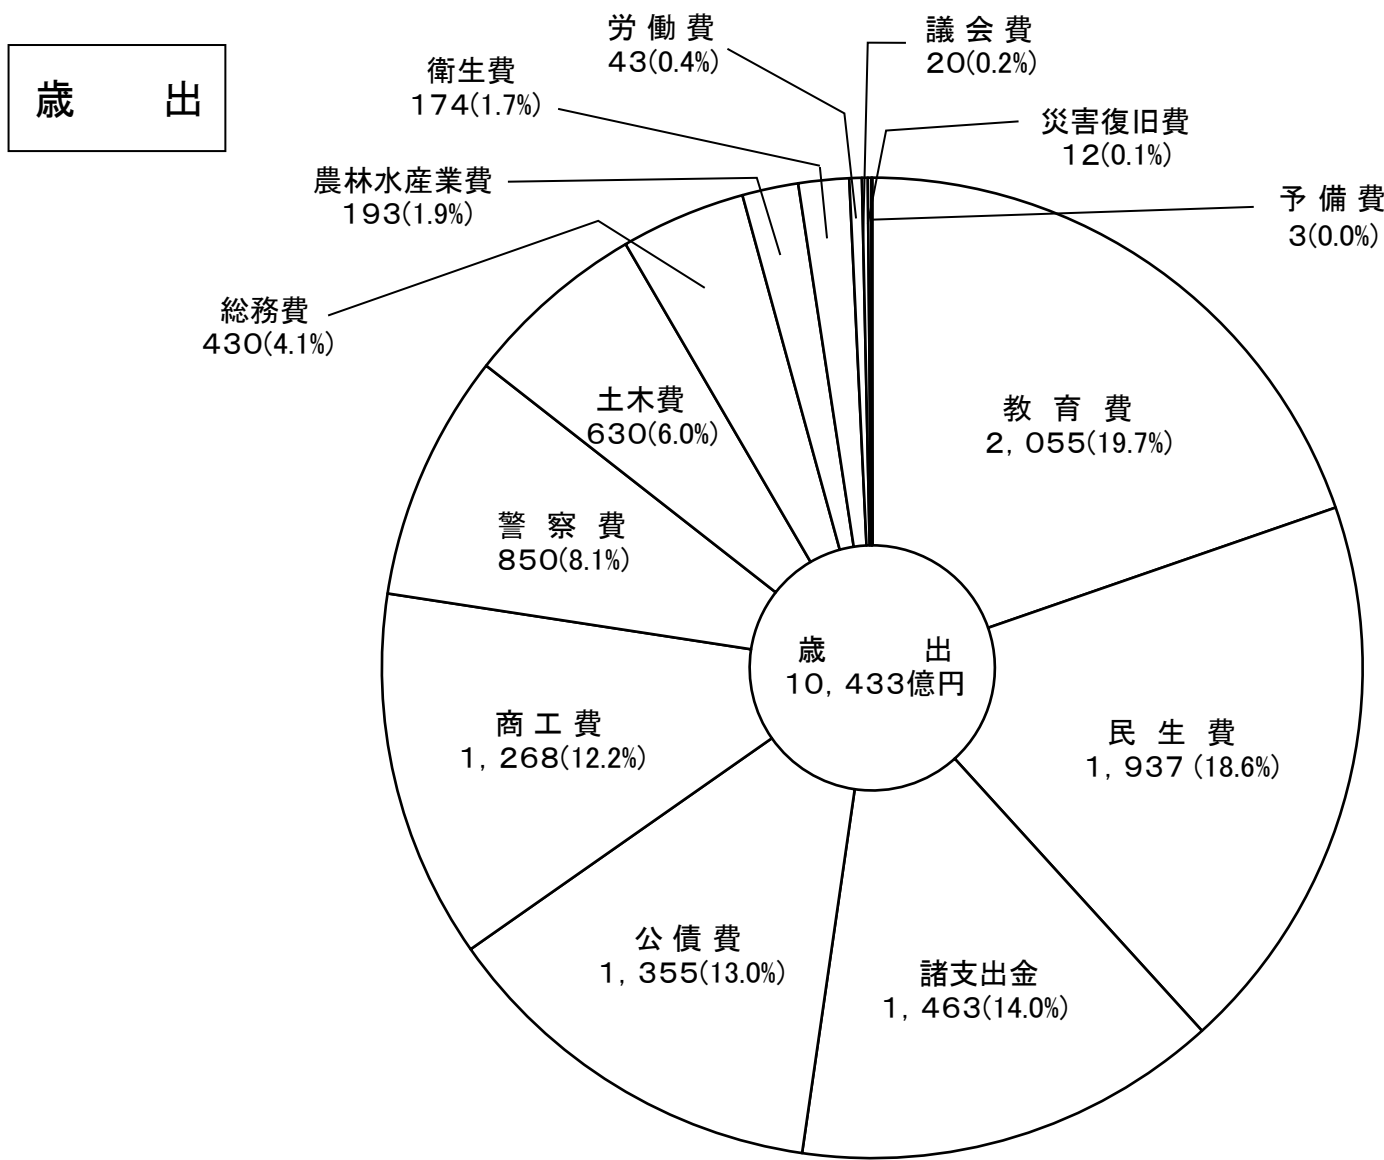 歳 出
労 働 費
43(0.4%)
議 会 費
20(0.2%)
衛生費
174(1.7%)
災害復旧費
12(0.1%)
農林水産業費
193(1.9%)
予 備 費
3(0.0%)
総務費
430(4.1%)
土木費
630(6.0%)
教 育 費
2,055(19.7%)
警 察 費
850(8.1%)
歳 出
10,433億円
商 工 費
1,268(12.2%)
民 生 費
1,937 (18.6%)
公 債 費
1,355(13.0%)
諸支出金
1,463(14.0%)